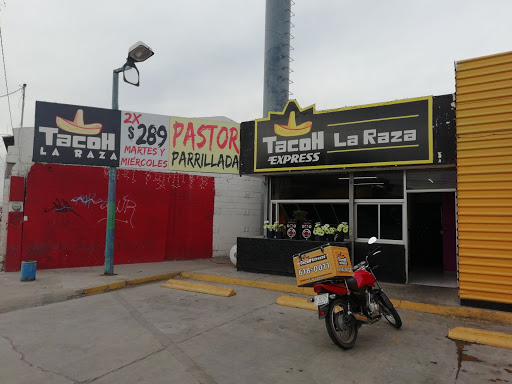 TacoH
LA RAZA
2X
$289
MARTES Y
MIÉRCOLES
PASTOR
PARRILLADA
TacoH La Raza
EXPRESS